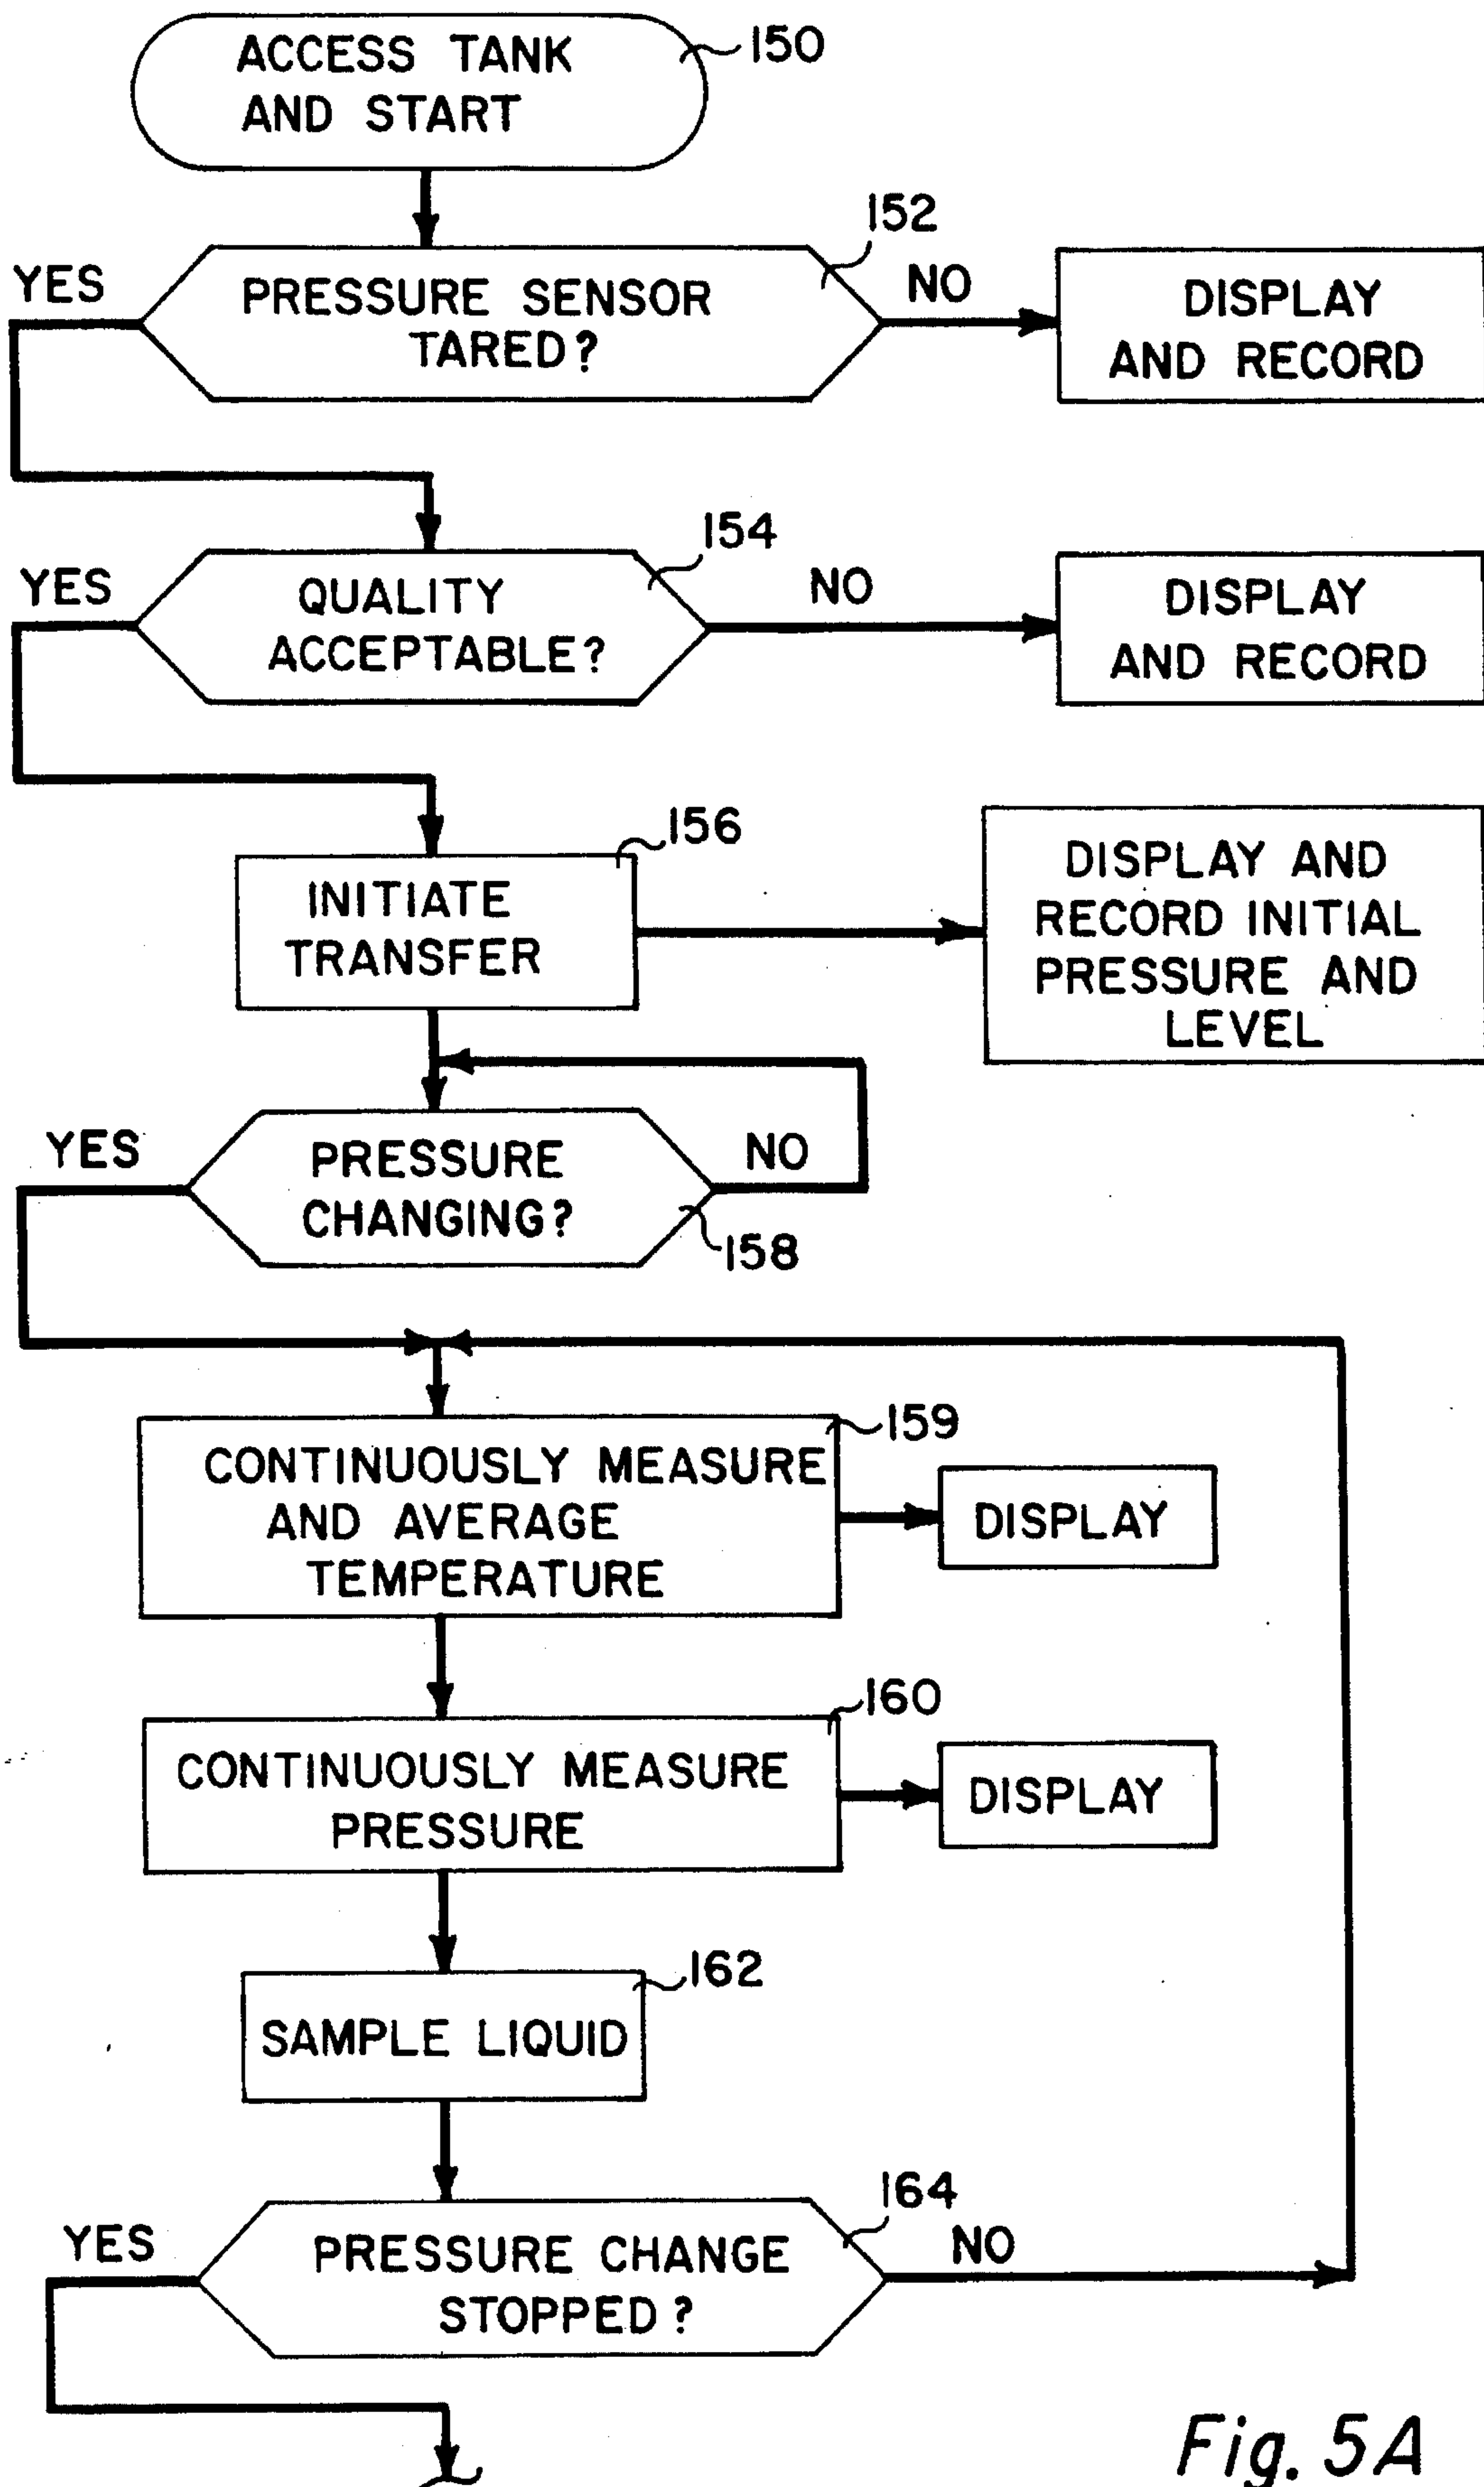 ACCESS TANK
AND START
150
152
YES
PRESSURE SENSOR
TARED?
NO
DISPLAY
AND RECORD
154
YES
QUALITY
ACCEPTABLE?
NO
DISPLAY
AND RECORD
156
INITIATE
TRANSFER
DISPLAY AND
RECORD INITIAL
PRESSURE AND
LEVEL
YES
PRESSURE
CHANGING?
NO
158
159
CONTINUOUSLY MEASURE
AND AVERAGE
TEMPERATURE
DISPLAY
160
CONTINUOUSLY MEASURE
PRESSURE
DISPLAY
162
SAMPLE LIQUID
164
YES
PRESSURE CHANGE
STOPPED?
NO
Fig. 5A